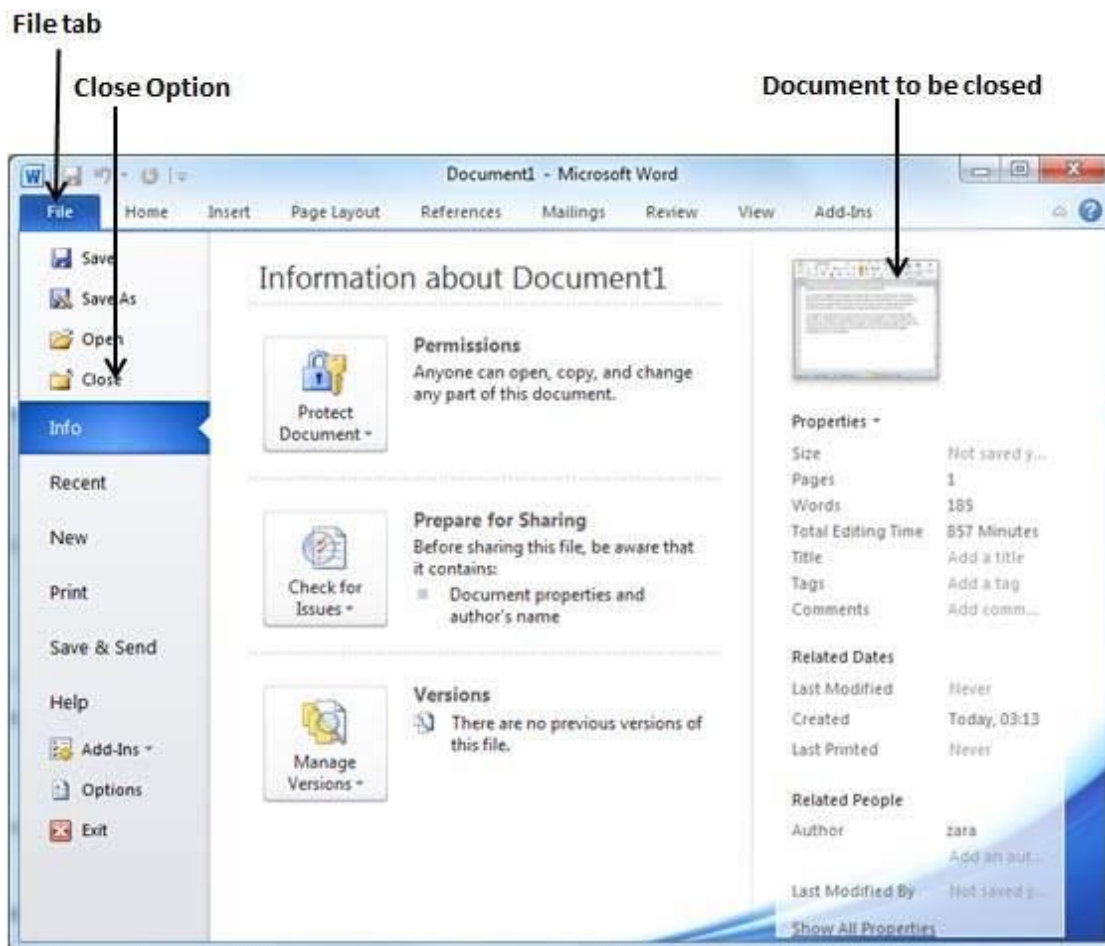 File tab
Close Option
Document to be closed
Document1 - Microsoft Word
File Home Insert Page Layout References Mailings Review View Add-Ins
Save
Save As
Open
Close
Info
Recent
New
Print
Save & Send
Help
Add-Ins
Options
Exit
Information about Document1
Protect
Document
Permissions
Anyone can open, copy, and change
any part of this document.
Check for
Issues
Prepare for Sharing
Before sharing this file, be aware that
it contains:
Document properties and
author's name
Manage
Versions
Versions
There are no previous versions of
this file.
Properties
Size Not saved y...
Pages 1
Words 185
Total Editing Time 857 Minutes
Title Add a title
Tags Add a tag
Comments Add comm...
Related Dates
Last Modified Never
Created Today, 03:13
Last Printed Never
Related People
Author zara
Add an aut...
Last Modified By Not saved y...
Show All Properties